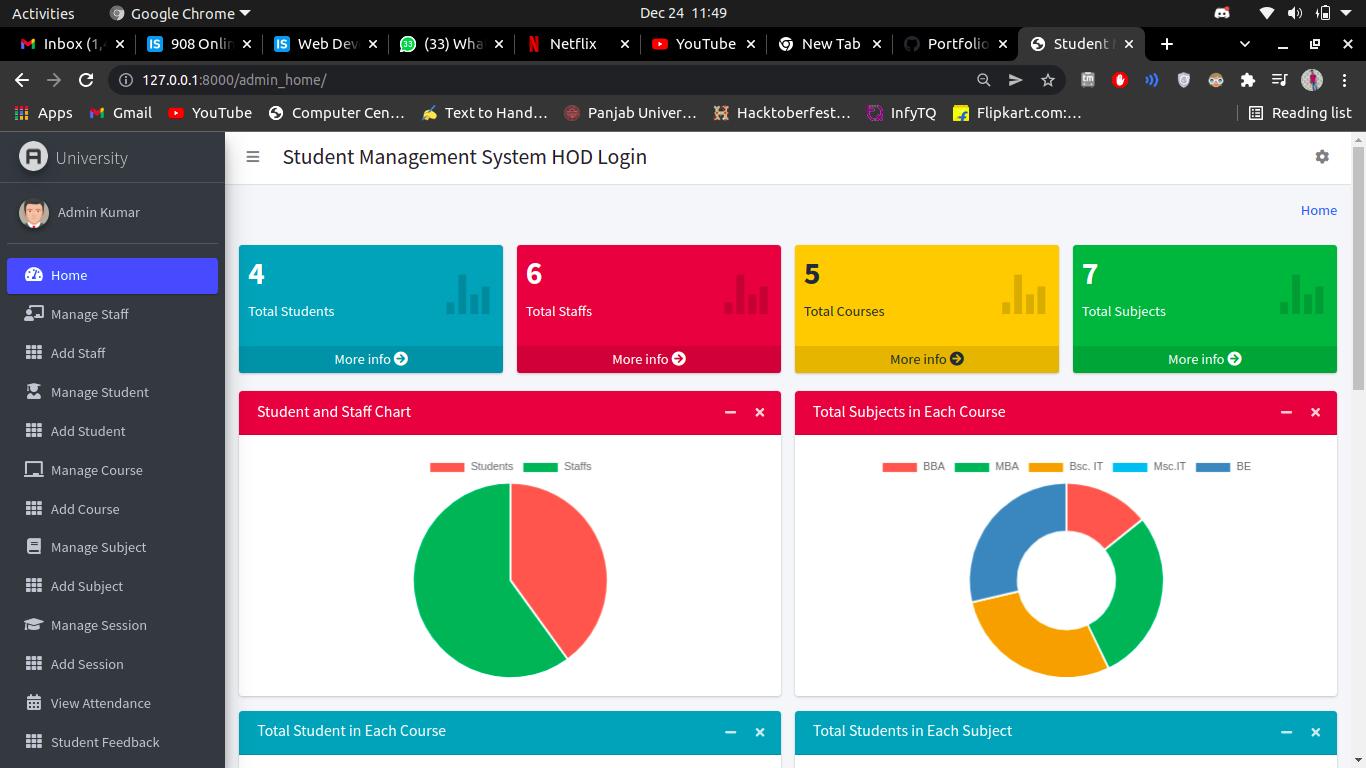 Activities Google Chrome Dec 24 11:49
Inbox (1, 908 Onlin Web Dev (33) Wha Netflix YouTube New Tab Portfolio Student
127.0.0.1:8000/admin_home/
Apps Gmail YouTube Computer Cen… Text to Hand… Panjab Univer… Hacktoberfest… InfyTQ Flipkart.com:… Reading list
University
Student Management System HOD Login
Admin Kumar
Home
Home
Manage Staff
Add Staff
Manage Student
Add Student
Manage Course
Add Course
Manage Subject
Add Subject
Manage Session
Add Session
View Attendance
Student Feedback
4
Total Students
More info
6
Total Staffs
More info
5
Total Courses
More info
7
Total Subjects
More info
Student and Staff Chart
Students Staffs
Total Subjects in Each Course
BBA MBA Bsc. IT Msc.IT BE
Total Student in Each Course
Total Students in Each Subject